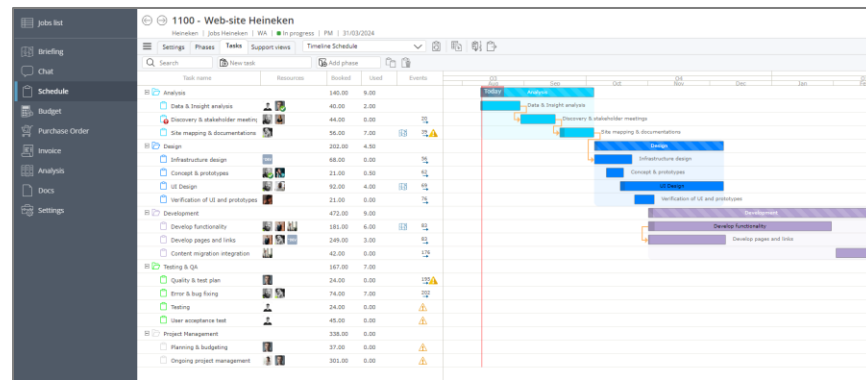 Jobs list
1100 - Web-site Heineken
Heineken | Jobs Heineken | WA | In progress | PM | 31/03/2024
Settings Phases Tasks Support views Timeline Schedule
Search New task Add phase
Briefing
Chat
Schedule
Budget
Purchase Order
Invoice
Analysis
Docs
Settings
Task name Resources Booked Used Events
Q3 Q4
Aug Sep Oct Nov Dec Jan
Today
Analysis 140.00 9.00 Analysis
Data & Insight analysis 40.00 2.00 Data & Insight analysis
Discovery & stakeholder meeting 44.00 0.00 Discovery & stakeholder meetings
Site mapping & documentations 56.00 7.00 Site mapping & documentations
Design 202.00 4.50 Design
Infrastructure design 68.00 0.00 Infrastructure design
Concept & prototypes 21.00 0.50 Concept & prototypes
UI Design 92.00 4.00 UI Design
Verification of UI and prototypes 21.00 0.00 Verification of UI and prototypes
Development 472.00 9.00 Development
Develop functionality 181.00 6.00 Develop functionality
Develop pages and links 249.00 3.00 Develop pages and links
Content migration integration 42.00 0.00
Testing & QA 167.00 7.00
Quality & test plan 24.00 0.00
Error & bug fixing 74.00 7.00
Testing 24.00 0.00
User acceptance test 45.00 0.00
Project Management 338.00 0.00
Planning & budgeting 37.00 0.00
Ongoing project management 301.00 0.00